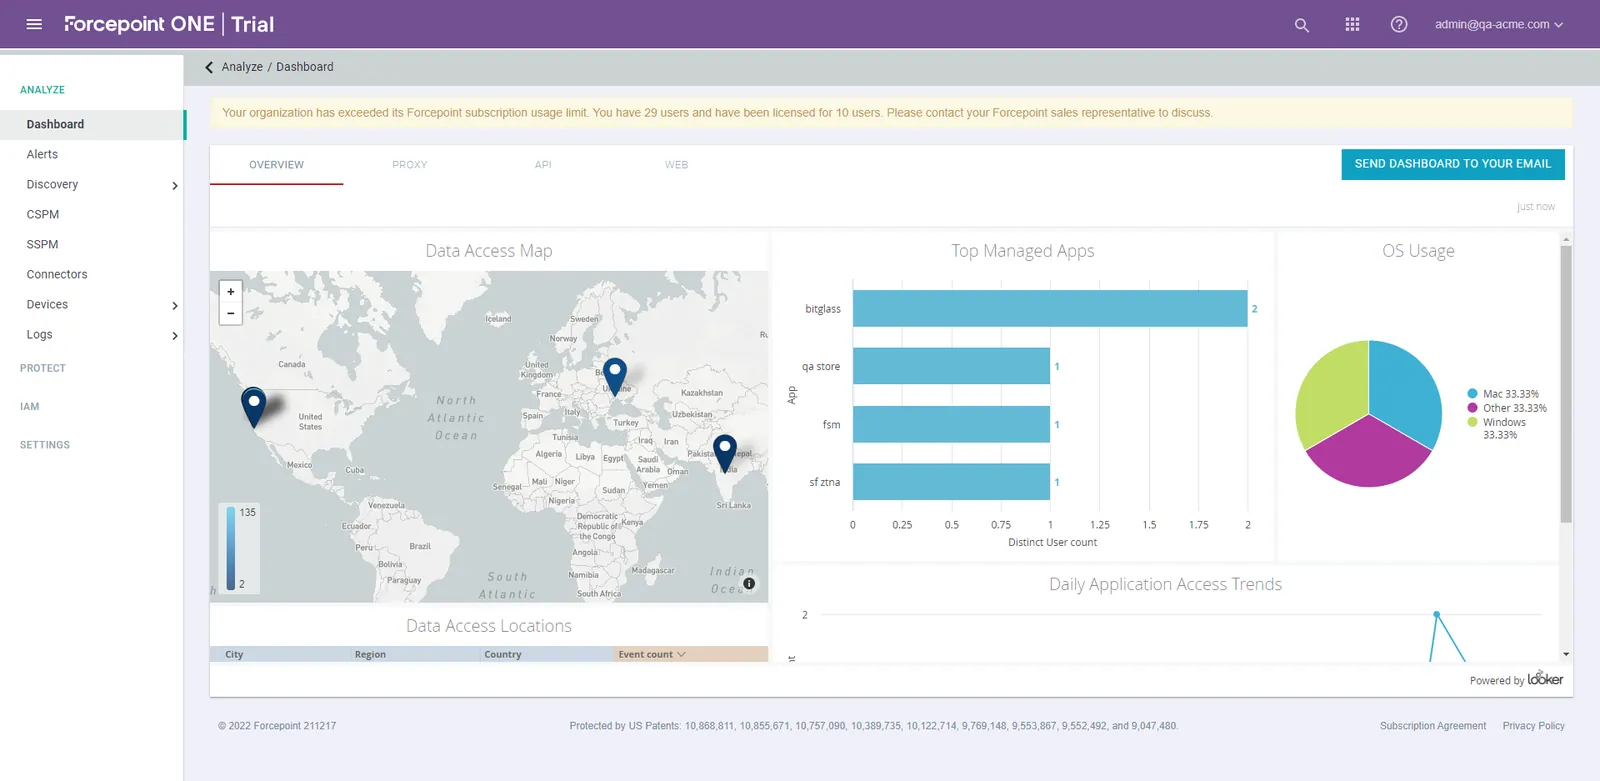 Forcepoint ONE | Trial
admin@qa-acme.com
Analyze / Dashboard
ANALYZE
Dashboard
Alerts
Discovery
CSPM
SSPM
Connectors
Devices
Logs
PROTECT
IAM
SETTINGS
Your organization has exceeded its Forcepoint subscription usage limit. You have 29 users and have been licensed for 10 users. Please contact your Forcepoint sales representative to discuss.
OVERVIEW PROXY API WEB
SEND DASHBOARD TO YOUR EMAIL
just now
Data Access Map
+
−
Iceland
Sweden
Norway
Canada
United
Kingdom
France
Kazakhstan
North
Atlantic
Ocean
United
States
Spain
Italy
Uzbekistan
Turkey
Tunisia
Iraq
Iran
Pakistan
Mexico
Cuba
Algeria
Libya
Egypt
Saudi
Arabia
Oman
India
Senegal
Mali
Niger
Sudan
Yemen
Sri Lanka
Venezuela
Nigeria
Ecuador
Democratic
Republic of
the Congo
Kenya
Peru
Brazil
Angola
Bolivia
Namibia
Madagascar
Paraguay
South
Atlantic
South Africa
Indian
135
2
Data Access Locations
City Region Country Event count
Top Managed Apps
App
bitglass 2
qa store 1
fsm 1
sf ztna 1
0 0.25 0.5 0.75 1 1.25 1.5 1.75 2
Distinct User count
OS Usage
Mac 33.33%
Other 33.33%
Windows
33.33%
Daily Application Access Trends
2
Powered by looker
© 2022 Forcepoint 211217
Protected by US Patents: 10,868,811, 10,855,671, 10,757,090, 10,389,735, 10,122,714, 9,769,148, 9,553,867, 9,552,492, and 9,047,480.
Subscription Agreement Privacy Policy